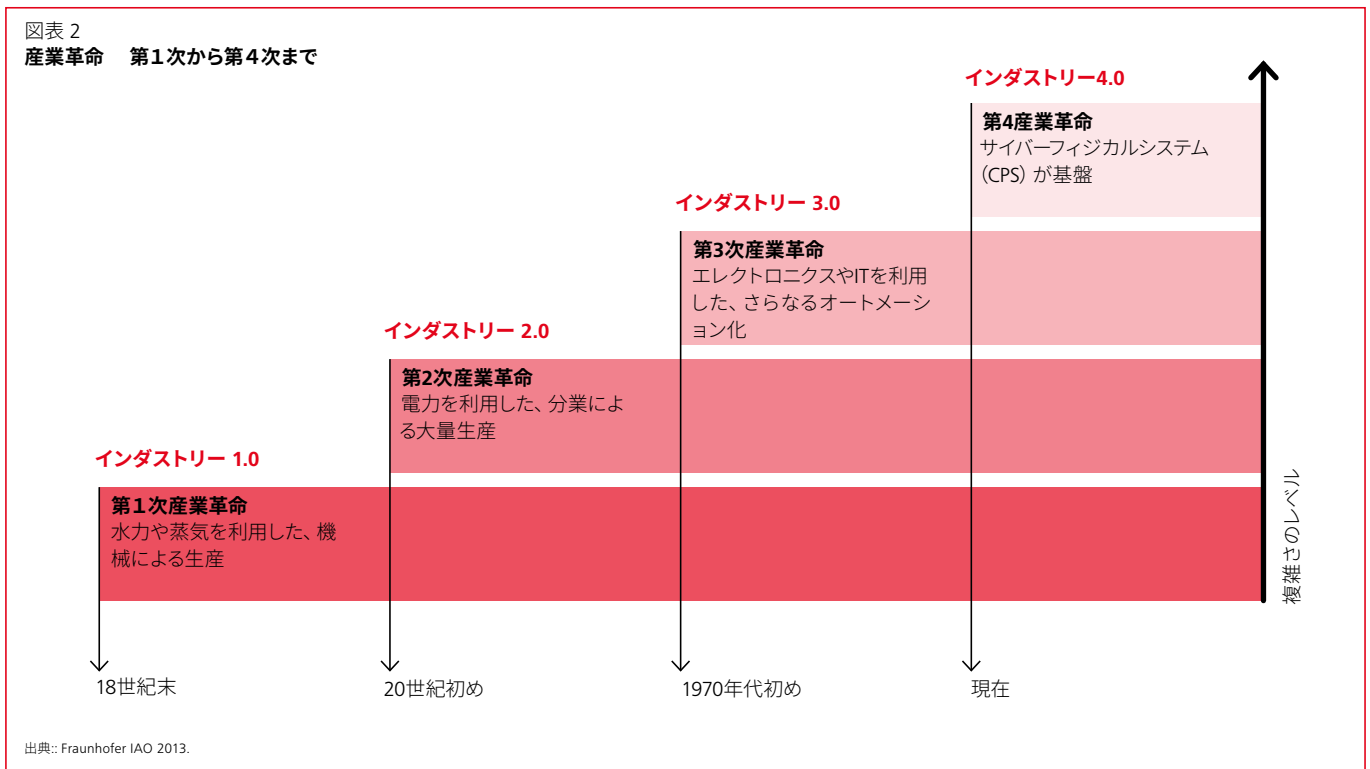 図表 2
産業革命　第１次から第４次まで
インダストリー4.0
第4産業革命
サイバーフィジカルシステム
（CPS）が基盤
インダストリー 3.0
第3次産業革命
エレクトロニクスやITを利用
した、さらなるオートメーシ
ョン化
インダストリー 2.0
第2次産業革命
電力を利用した、分業によ
る大量生産
インダストリー 1.0
第１次産業革命
水力や蒸気を利用した、機
械による生産
複雑さのレベル
18世紀末
20世紀初め
1970年代初め
現在
出典:: Fraunhofer IAO 2013.